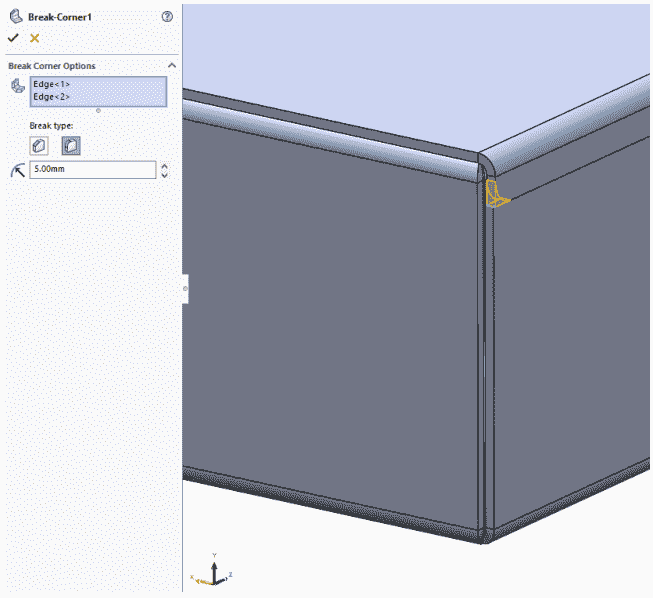 Break-Corner1
Break Corner Options
Edge<1>
Edge<2>
Break type:
5.00mm
Y
X
Z